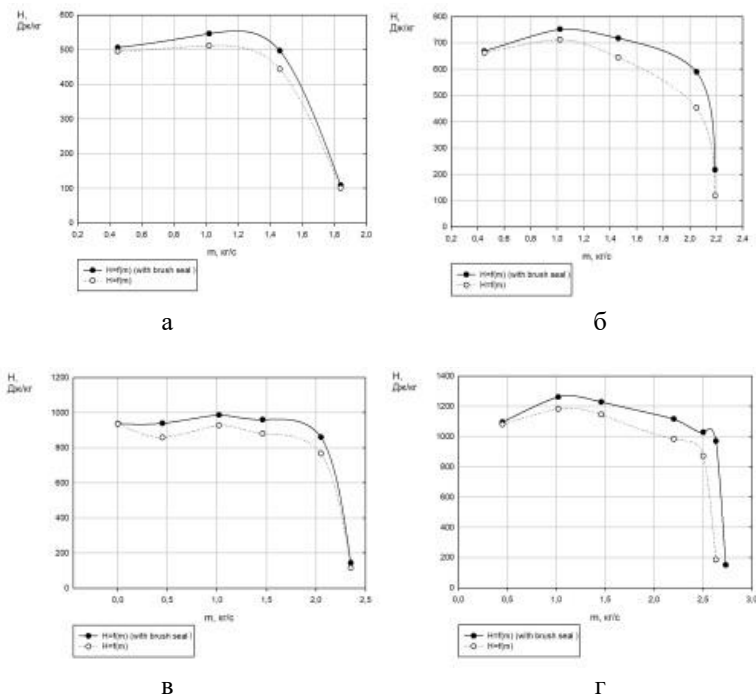 H,
Дж/кг
600
500
400
300
200
100
0
0,2 0,4 0,6 0,8 1,0 1,2 1,4 1,6 1,8 2,0
m, кг/с
H=f(m) (with brush seal )
H=f(m)
а
H,
Дж/кг
800
700
600
500
400
300
200
100
0
0,2 0,4 0,6 0,8 1,0 1,2 1,4 1,6 1,8 2,0 2,2 2,4
m, кг/с
H=f(m) (with brush seal )
H=f(m)
б
H,
Дж/кг
1200
1000
800
600
400
200
0
0,0 0,5 1,0 1,5 2,0 2,5
m, кг/с
H=f(m) (with brush seal )
H=f(m)
в
H,
Дж/кг
1400
1200
1000
800
600
400
200
0
0,0 0,5 1,0 1,5 2,0 2,5 3,0
m, кг/с
H=f(m) (with brush seal )
H=f(m)
г